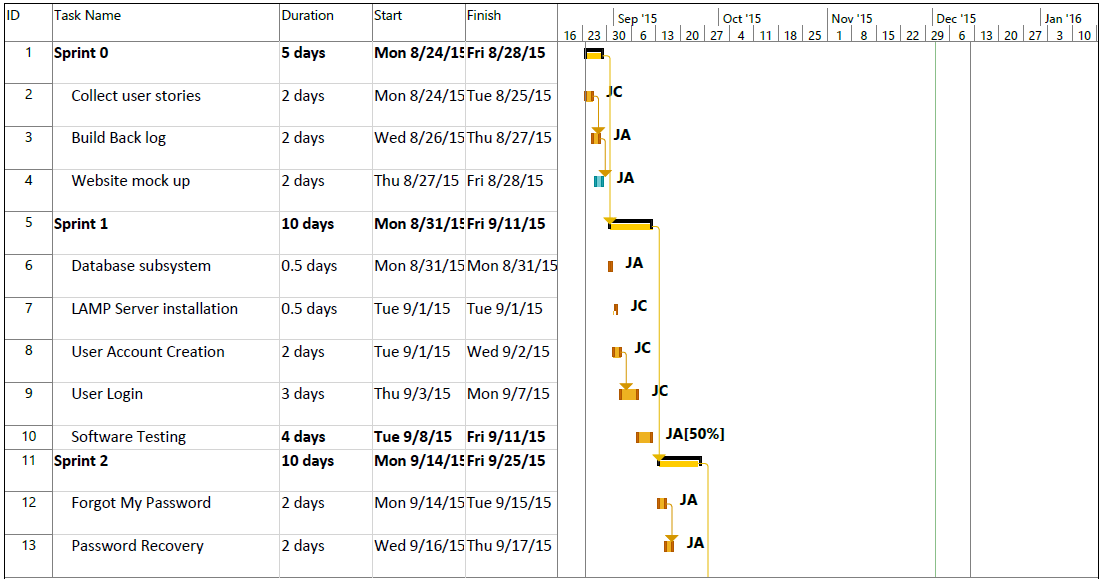 ID Task Name Duration Start Finish Sep '15 Oct '15 Nov '15 Dec '15 Jan '16
16 23 30 6 13 20 27 4 11 18 25 1 8 15 22 29 6 13 20 27 3 10
1 Sprint 0 5 days Mon 8/24/15 Fri 8/28/15
2 Collect user stories 2 days Mon 8/24/15 Tue 8/25/15 JC
3 Build Back log 2 days Wed 8/26/15 Thu 8/27/15 JA
4 Website mock up 2 days Thu 8/27/15 Fri 8/28/15 JA
5 Sprint 1 10 days Mon 8/31/15 Fri 9/11/15
6 Database subsystem 0.5 days Mon 8/31/15 Mon 8/31/15 JA
7 LAMP Server installation 0.5 days Tue 9/1/15 Tue 9/1/15 JC
8 User Account Creation 2 days Tue 9/1/15 Wed 9/2/15 JC
9 User Login 3 days Thu 9/3/15 Mon 9/7/15 JC
10 Software Testing 4 days Tue 9/8/15 Fri 9/11/15 JA[50%]
11 Sprint 2 10 days Mon 9/14/15 Fri 9/25/15
12 Forgot My Password 2 days Mon 9/14/15 Tue 9/15/15 JA
13 Password Recovery 2 days Wed 9/16/15 Thu 9/17/15 JA